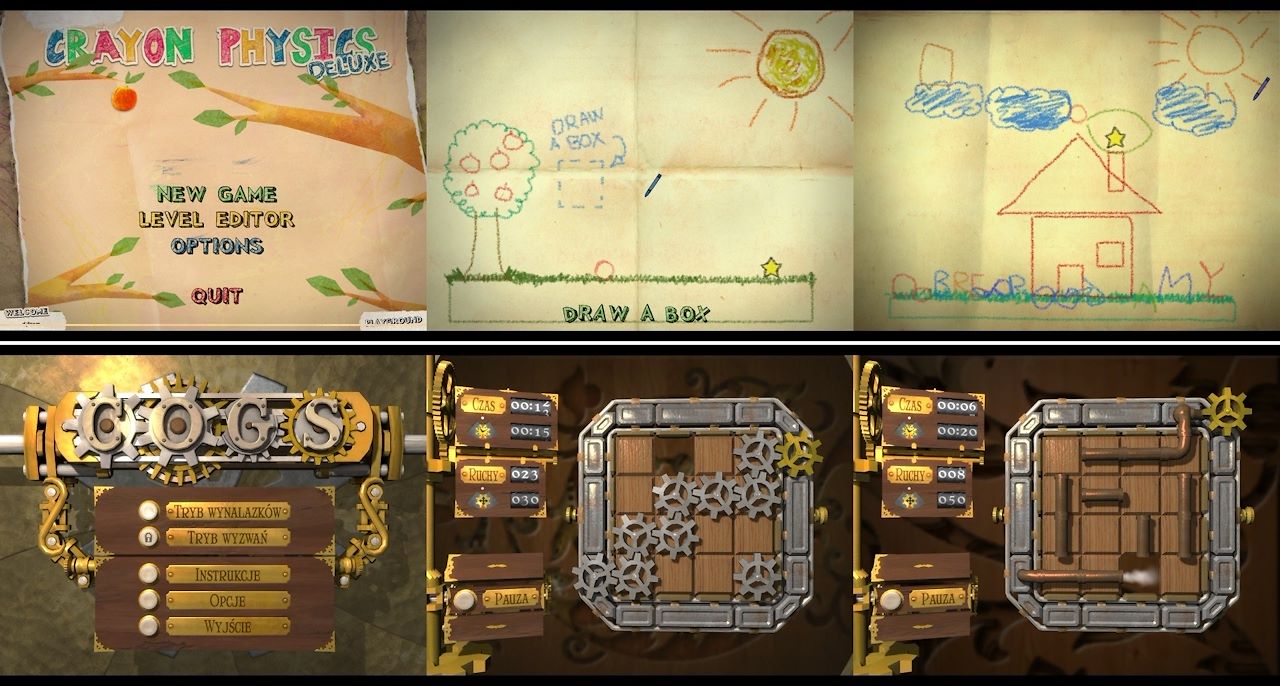 CRAYON PHYSICS
DELUXE
NEW GAME
LEVEL EDITOR
OPTIONS
QUIT
WELCOME
PLAYGROUND
DRAW
A BOX
DRAW A BOX
MY
COGS
TRYB WYNALAZKÓW
TRYB WYZWAŃ
INSTRUKCJE
OPCJE
WYJŚCIE
CZAS
00:15
RUCHY 023
030
PAUZA
CZAS 00:06
00:20
RUCHY 008
050
PAUZA